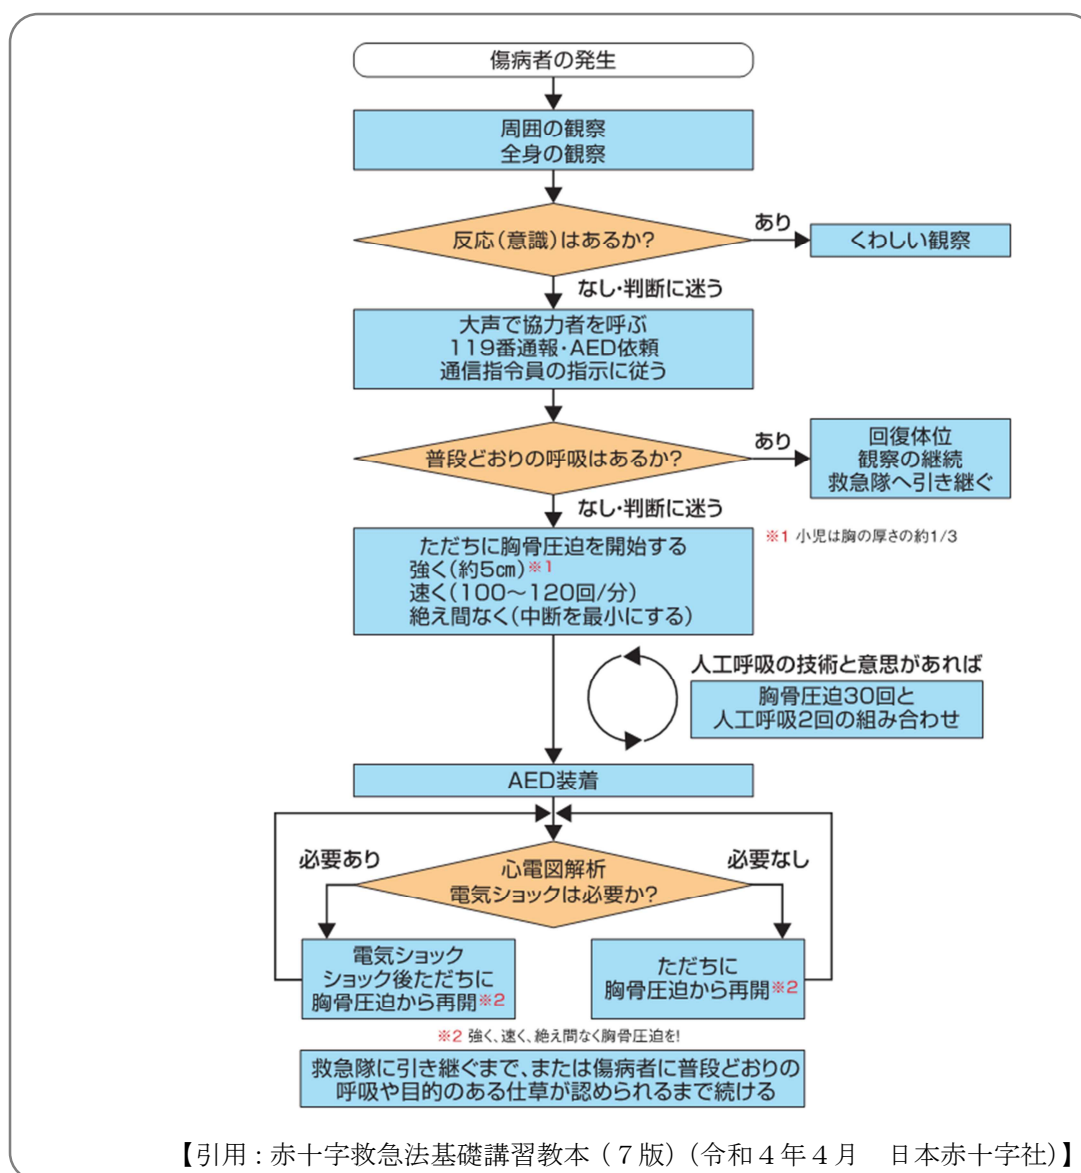 傷病者の発生
周囲の観察
全身の観察
反応(意識)はあるか?
あり
くわしい観察
なし・判断に迷う
大声で協力者を呼ぶ
119番通報・AED依頼
通信指令員の指示に従う
普段どおりの呼吸はあるか?
あり
回復体位
観察の継続
救急隊へ引き継ぐ
なし・判断に迷う
※1 小児は胸の厚さの約1/3
ただちに胸骨圧迫を開始する
強く(約5㎝)※1
速く(100〜120回/分)
絶え間なく(中断を最小にする)
人工呼吸の技術と意思があれば
胸骨圧迫30回と
人工呼吸2回の組み合わせ
AED装着
必要あり
心電図解析
電気ショックは必要か?
必要なし
電気ショック
ショック後ただちに
胸骨圧迫から再開※2
ただちに
胸骨圧迫から再開※2
※2 強く、速く、絶え間なく胸骨圧迫を!
救急隊に引き継ぐまで、または傷病者に普段どおりの
呼吸や目的のある仕草が認められるまで続ける
【引用:赤十字救急法基礎講習教本(7版)(令和4年4月　日本赤十字社)】